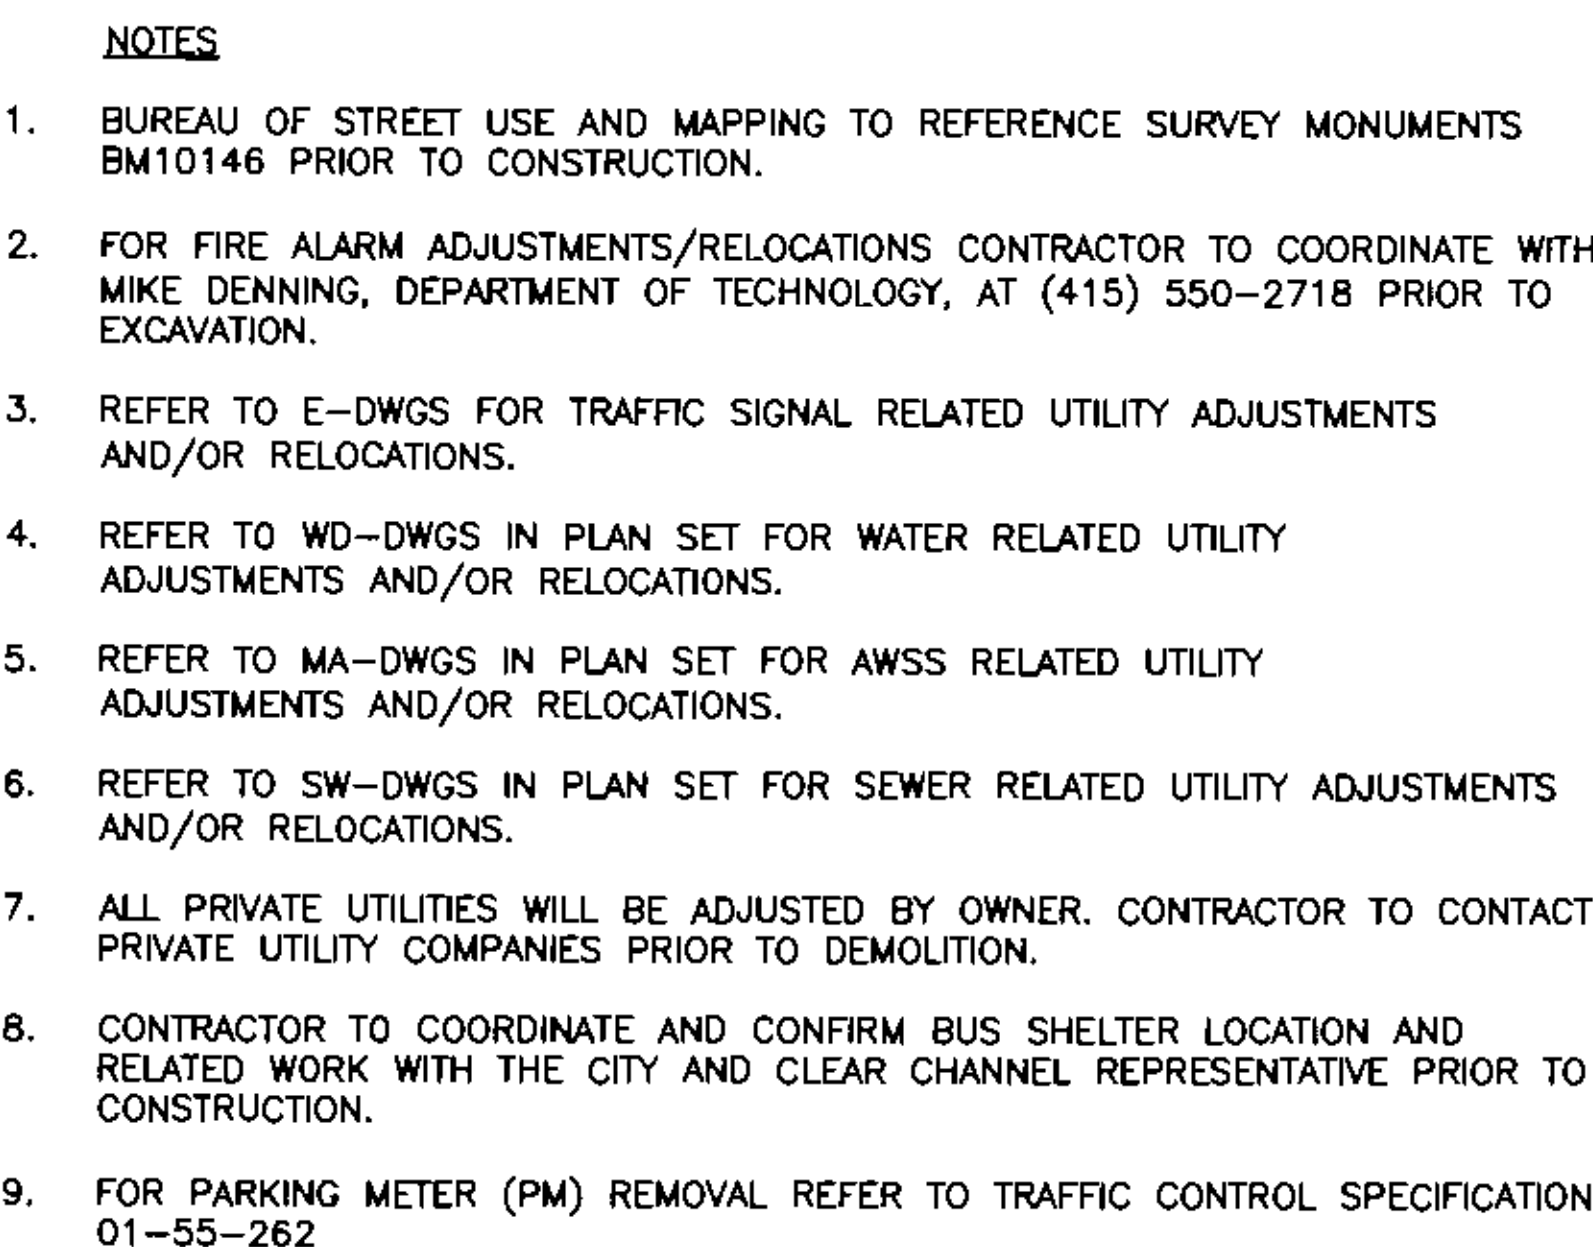 NOTES
1. BUREAU OF STREET USE AND MAPPING TO REFERENCE SURVEY MONUMENTS
BM10146 PRIOR TO CONSTRUCTION.
2. FOR FIRE ALARM ADJUSTMENTS/RELOCATIONS CONTRACTOR TO COORDINATE WITH
MIKE DENNING, DEPARTMENT OF TECHNOLOGY, AT (415) 550-2718 PRIOR TO
EXCAVATION.
3. REFER TO E-DWGS FOR TRAFFIC SIGNAL RELATED UTILITY ADJUSTMENTS
AND/OR RELOCATIONS.
4. REFER TO WD-DWGS IN PLAN SET FOR WATER RELATED UTILITY
ADJUSTMENTS AND/OR RELOCATIONS.
5. REFER TO MA-DWGS IN PLAN SET FOR AWSS RELATED UTILITY
ADJUSTMENTS AND/OR RELOCATIONS.
6. REFER TO SW-DWGS IN PLAN SET FOR SEWER RELATED UTILITY ADJUSTMENTS
AND/OR RELOCATIONS.
7. ALL PRIVATE UTILITIES WILL BE ADJUSTED BY OWNER. CONTRACTOR TO CONTACT
PRIVATE UTILITY COMPANIES PRIOR TO DEMOLITION.
8. CONTRACTOR TO COORDINATE AND CONFIRM BUS SHELTER LOCATION AND
RELATED WORK WITH THE CITY AND CLEAR CHANNEL REPRESENTATIVE PRIOR TO
CONSTRUCTION.
9. FOR PARKING METER (PM) REMOVAL REFER TO TRAFFIC CONTROL SPECIFICATION
01-55-262